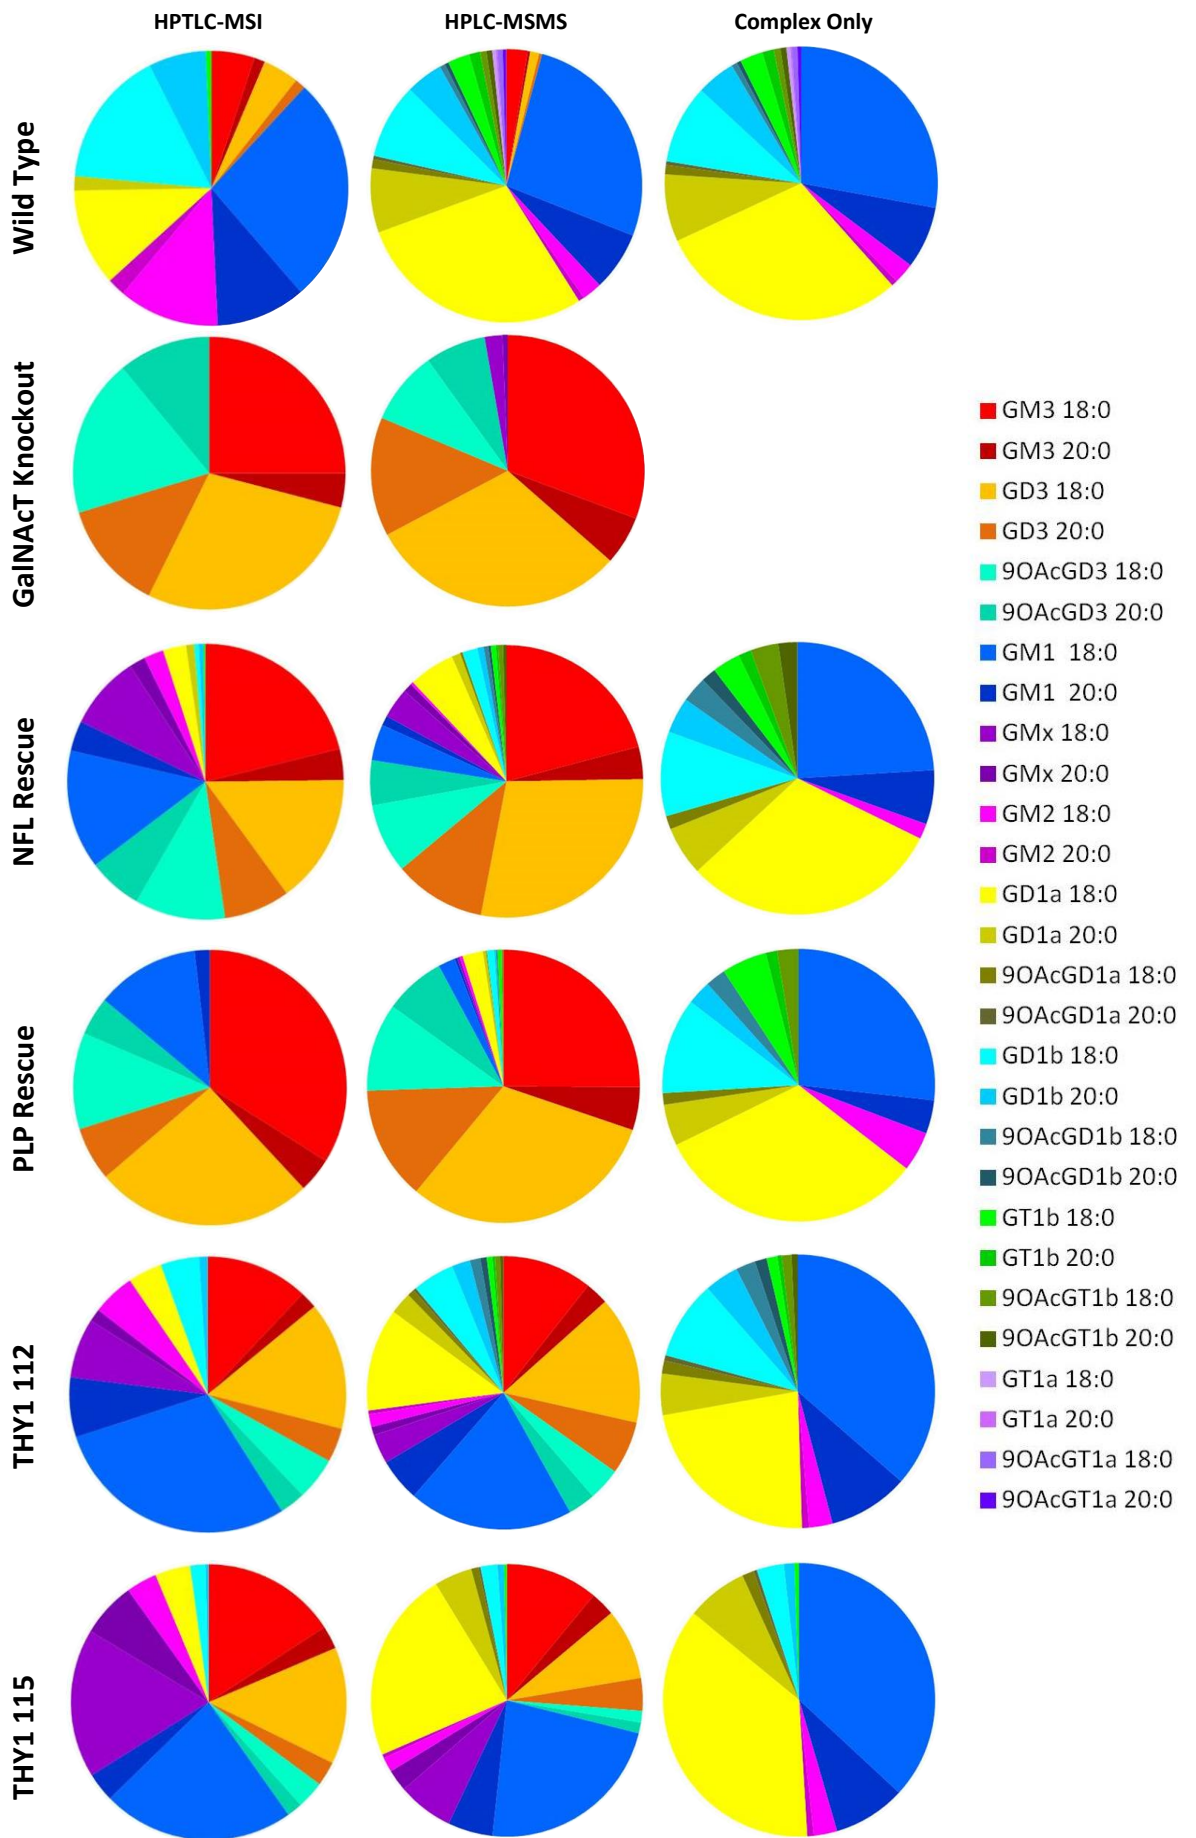 HPTLC-MSI HPLC-MSMS Complex Only
Wild Type
GalNAcT Knockout
NFL Rescue
PLP Rescue
THY1 112
THY1 115
GM3 18:0
GM3 20:0
GD3 18:0
GD3 20:0
9OAcGD3 18:0
9OAcGD3 20:0
GM1 18:0
GM1 20:0
GMx 18:0
GMx 20:0
GM2 18:0
GM2 20:0
GD1a 18:0
GD1a 20:0
9OAcGD1a 18:0
9OAcGD1a 20:0
GD1b 18:0
GD1b 20:0
9OAcGD1b 18:0
9OAcGD1b 20:0
GT1b 18:0
GT1b 20:0
9OAcGT1b 18:0
9OAcGT1b 20:0
GT1a 18:0
GT1a 20:0
9OAcGT1a 18:0
9OAcGT1a 20:0